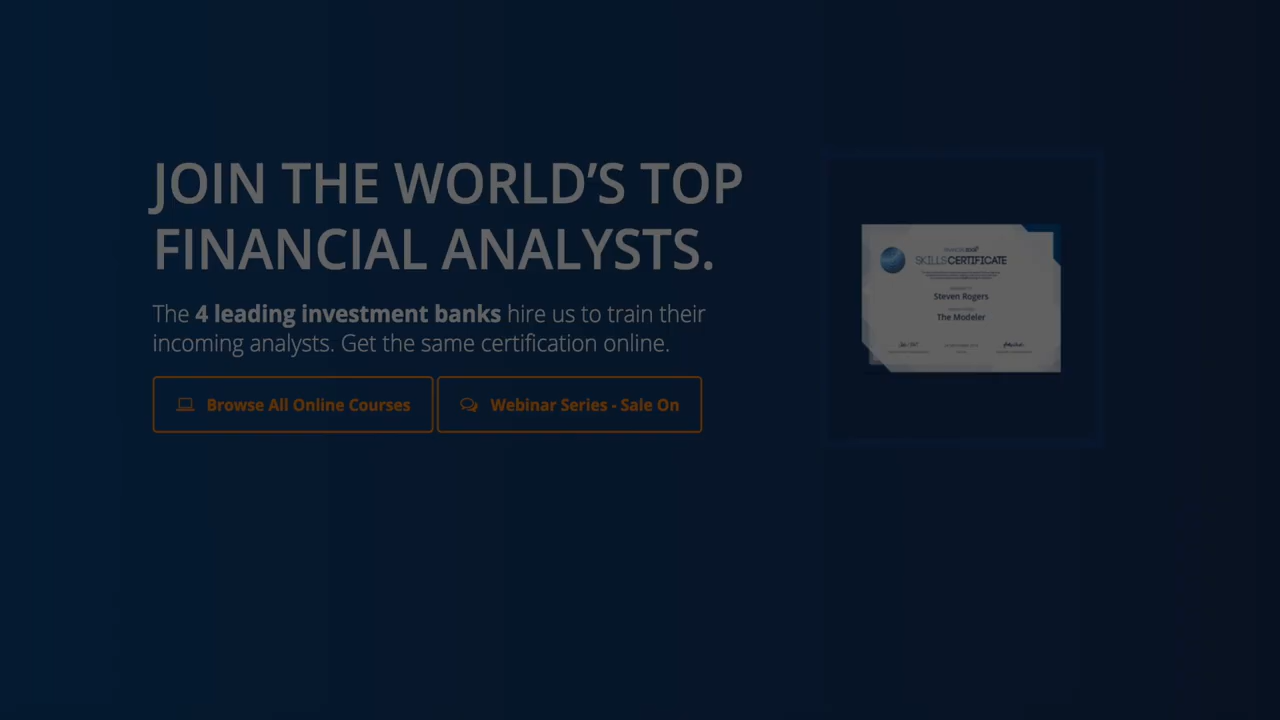 JOIN THE WORLD'S TOP
FINANCIAL ANALYSTS.
The 4 leading investment banks hire us to train their
incoming analysts. Get the same certification online.
Browse All Online Courses
Webinar Series - Sale On
SKILLS CERTIFICATE
Steven Rogers
The Modeler